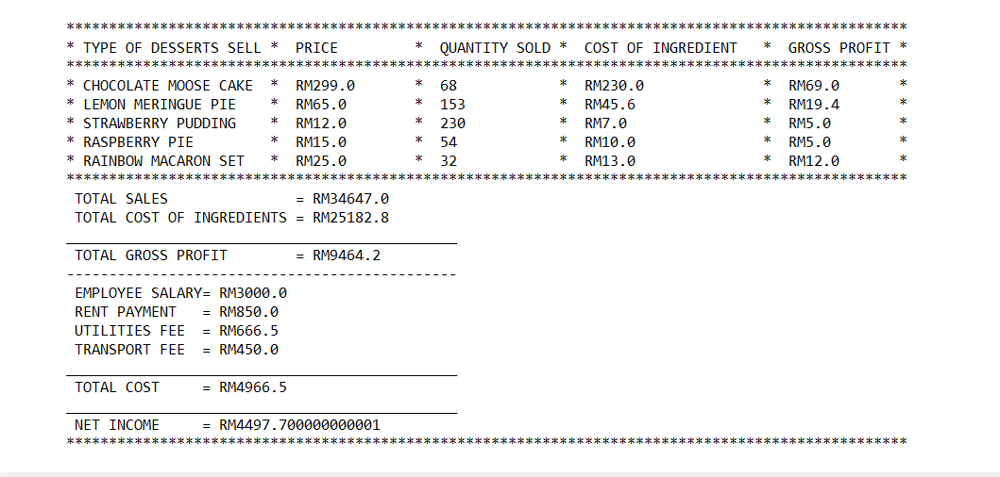 ***************************************************************************************************
* TYPE OF DESSERTS SELL *  PRICE         *  QUANTITY SOLD *  COST OF INGREDIENT   *  GROSS PROFIT *
***************************************************************************************************
* CHOCOLATE MOOSE CAKE  *  RM299.0       *  68            *  RM230.0              *  RM69.0       *
* LEMON MERINGUE PIE    *  RM65.0        *  153           *  RM45.6               *  RM19.4       *
* STRAWBERRY PUDDING    *  RM12.0        *  230           *  RM7.0                *  RM5.0        *
* RASPBERRY PIE         *  RM15.0        *  54            *  RM10.0               *  RM5.0        *
* RAINBOW MACARON SET   *  RM25.0        *  32            *  RM13.0               *  RM12.0       *
***************************************************************************************************
 TOTAL SALES               = RM34647.0
 TOTAL COST OF INGREDIENTS = RM25182.8
______________________________________________
 TOTAL GROSS PROFIT        = RM9464.2
----------------------------------------------
 EMPLOYEE SALARY= RM3000.0
 RENT PAYMENT   = RM850.0
 UTILITIES FEE  = RM666.5
 TRANSPORT FEE  = RM450.0
______________________________________________
 TOTAL COST     = RM4966.5
______________________________________________
 NET INCOME     = RM4497.700000000001
***************************************************************************************************